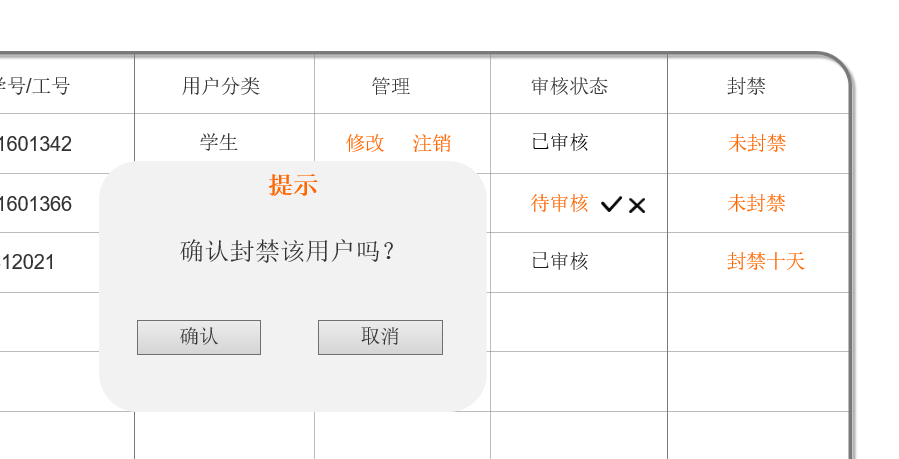 学号/工号 用户分类 管理 审核状态 封禁
1601342 学生 修改 注销 已审核 未封禁
1601366 待审核 未封禁
12021 已审核 封禁十天
提示
确认封禁该用户吗？
确认 取消